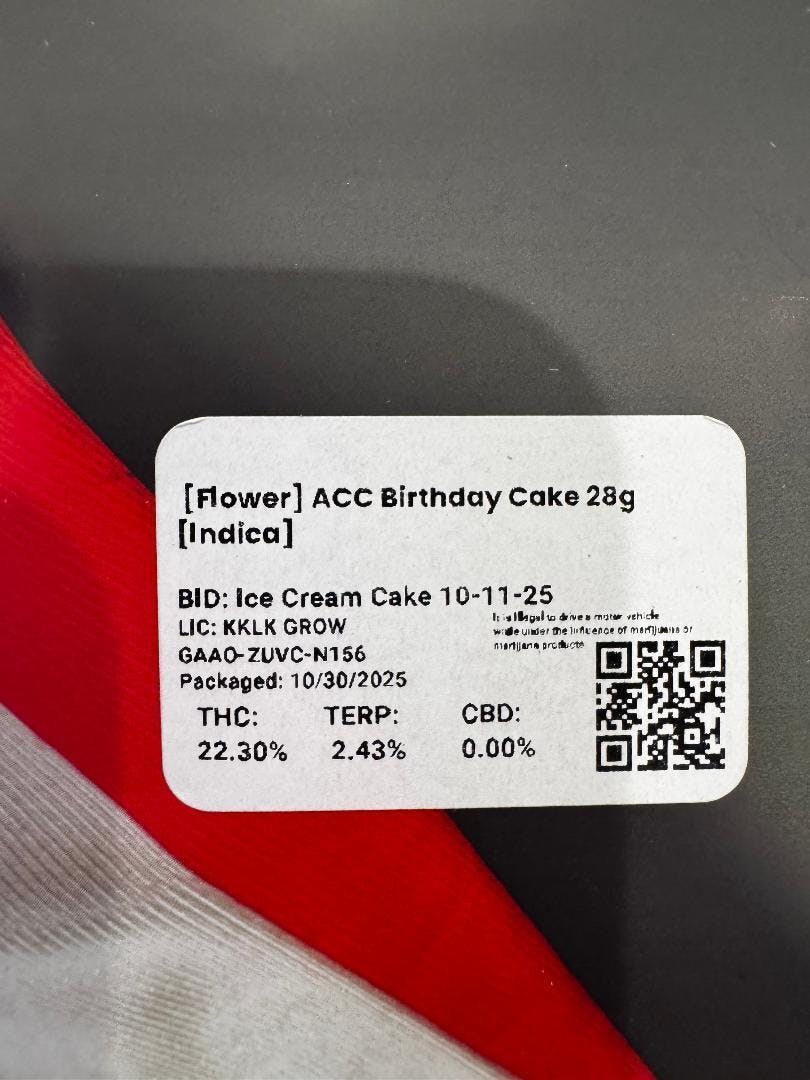 [Flower] ACC Birthday Cake 28g
[Indica]
BID: Ice Cream Cake 10-11-25
It is illegal to drive a motor vehicle
while under the influence of marijuana or
marijana products
LIC: KKLK GROW
GAAO-ZUVC-N156
Packaged: 10/30/2025
THC: TERP: CBD:
22.30% 2.43% 0.00%